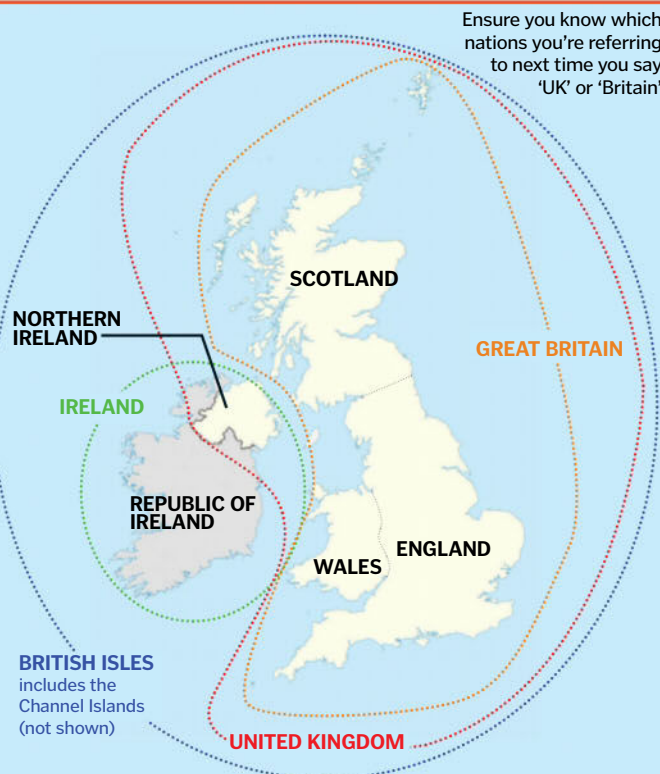 Ensure you know which
nations you're referring
to next time you say
'UK' or 'Britain'
SCOTLAND
NORTHERN
IRELAND
GREAT BRITAIN
IRELAND
REPUBLIC OF
IRELAND
ENGLAND
WALES
BRITISH ISLES
includes the
Channel Islands
(not shown)
UNITED KINGDOM